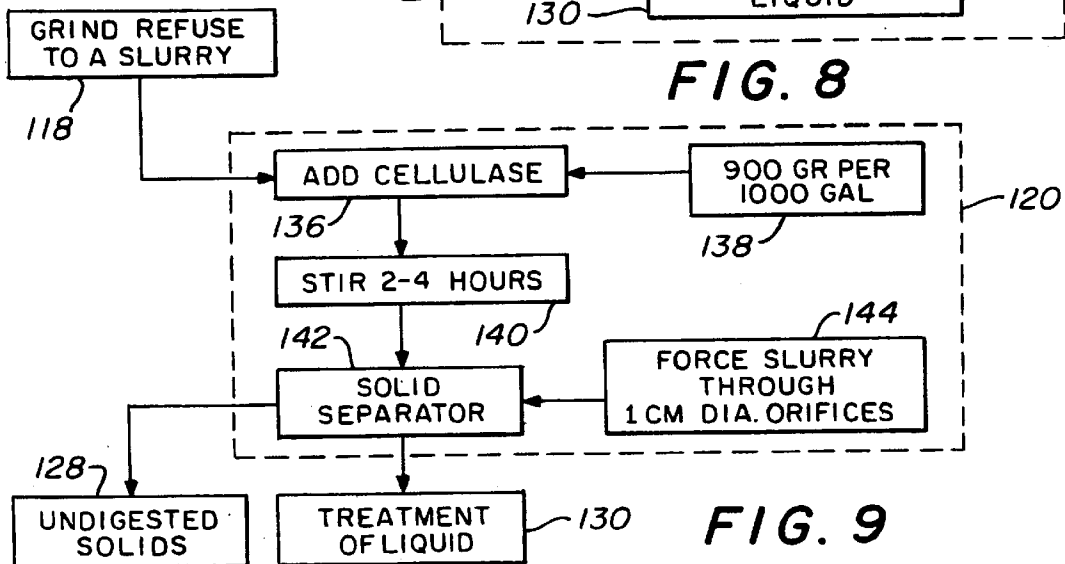 130
LIQUID
GRIND REFUSE
TO A SLURRY
FIG. 8
118
ADD CELLULASE
900 GR PER
1000 GAL
120
136
138
STIR 2-4 HOURS
140
142
144
SOLID
SEPARATOR
FORCE SLURRY
THROUGH
1 CM DIA. ORIFICES
128
UNDIGESTED
SOLIDS
TREATMENT
OF LIQUID
130
FIG. 9